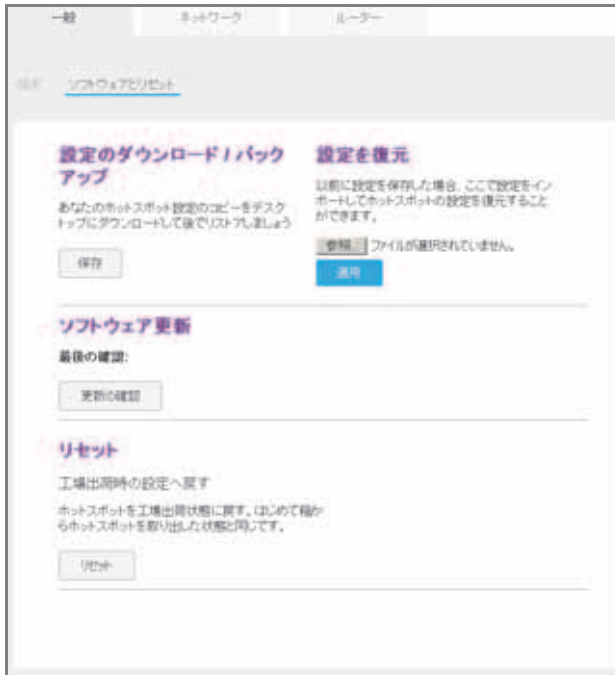 一般
ネットワーク
ルーター
ソフトウェアとリセット
設定のダウンロード / バック
アップ
あなたのホットスポット設定のコピーをデスク
トップにダウンロードして後でリストアしましょう
保存
設定を復元
以前に設定を保存した場合、ここで設定をイン
ポートしてホットスポットの設定を復元すること
ができます。
参照... ファイルが選択されていません。
適用
ソフトウェア更新
最後の確認:
更新の確認
リセット
工場出荷時の設定へ戻す
ホットスポットを工場出荷状態に戻す。はじめて箱か
らホットスポットを取り出した状態と同じです。
リセット